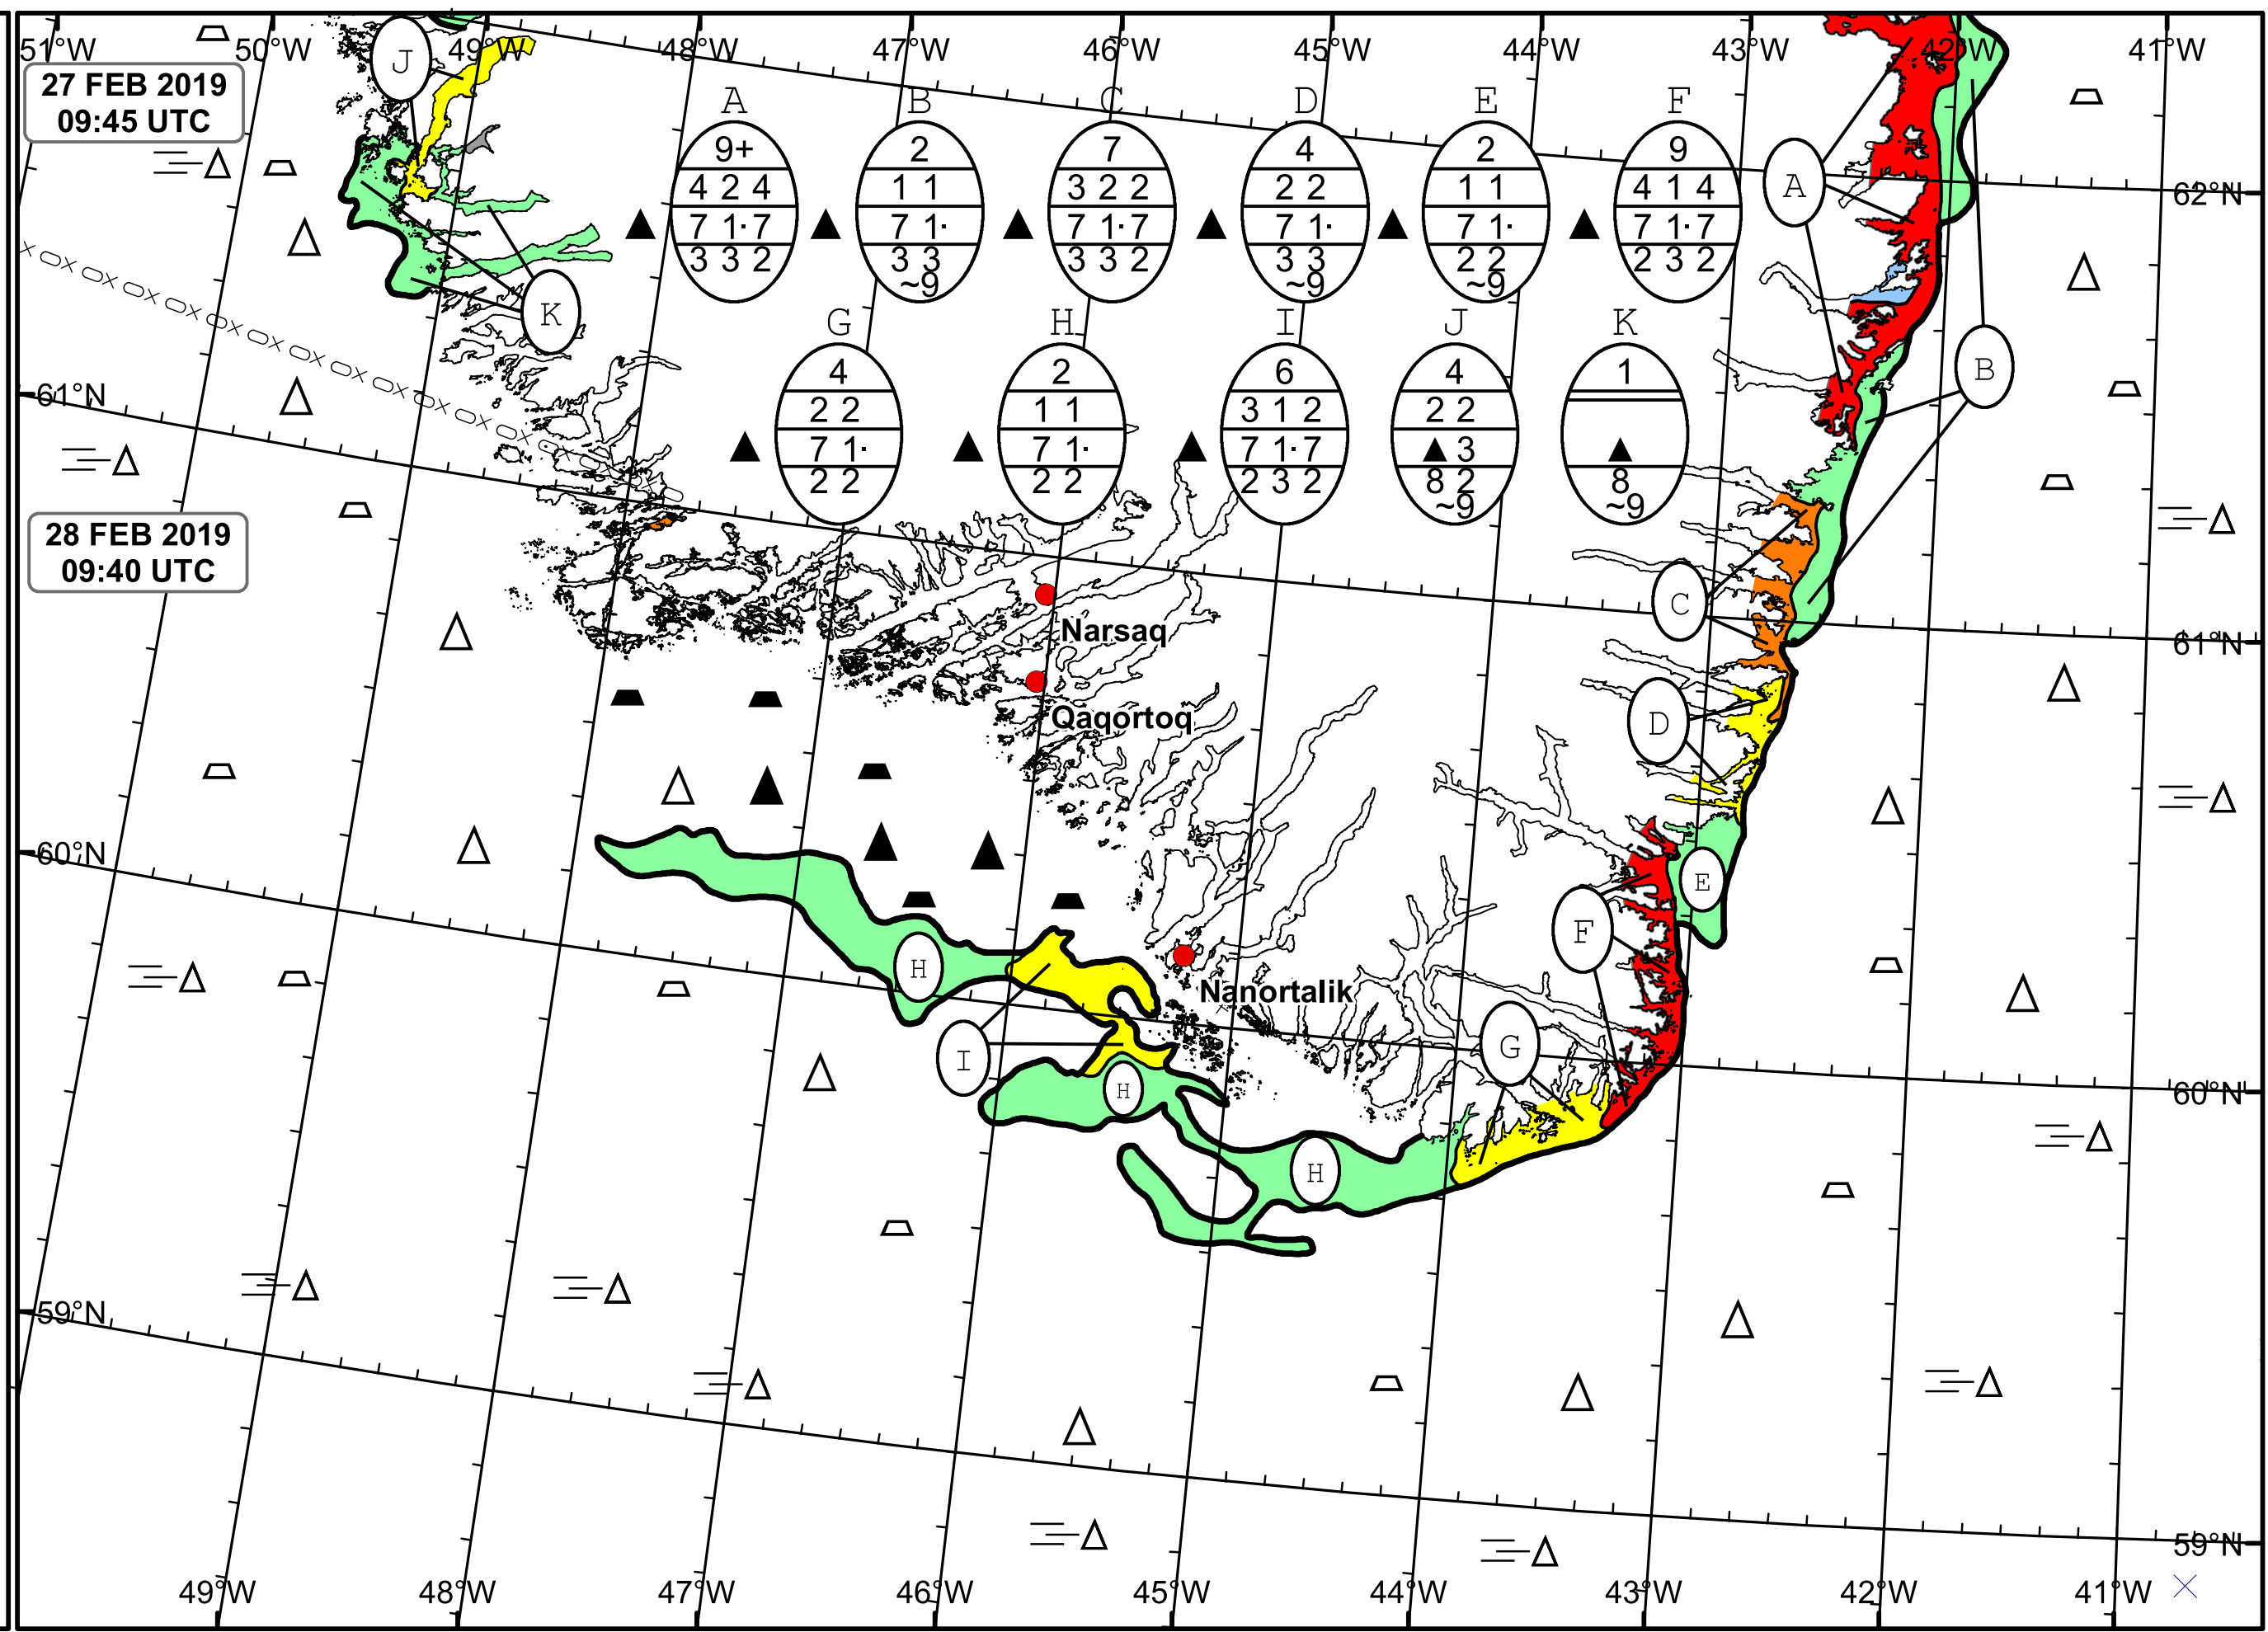 51°W 50°W 49°W 48°W 47°W 46°W 45°W 44°W 43°W 42°W 41°W
J
27 FEB 2019
09:45 UTC
A B C D E F
9+ 2 7 4 2 9
4 2 4 1 1 3 2 2 2 2 1 1 4 1 4
7 1·7 7 1· 7 1·7 7 1· 7 1· 7 1·7
3 3 2 3 3 3 3 2 3 3 2 2 2 3 2
~9 ~9 ~9
A
62°N
K
G H I J K
4 2 6 4 1
2 2 1 1 3 1 2 2 2
7 1· 7 1· 7 1·7 3
2 2 2 2 2 3 2 8 2 8
~9 ~9
B
61°N
28 FEB 2019
09:40 UTC
C
Narsaq
61°N
Qaqortoq
D
60°N
E
F
H
Nanortalik
I
G
H
60°N
H
59°N
59°N
49°W 48°W 47°W 46°W 45°W 44°W 43°W 42°W 41°W